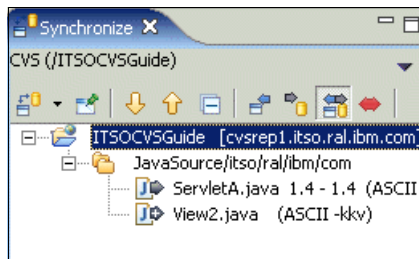 Synchronize
CVS (/ITSOCVSGuide)
ITSOCVSGuide [cvsrep1.itso.ral.ibm.com]
JavaSource/itso/ral/ibm/com
ServletA.java 1.4 - 1.4 (ASCII
View2.java (ASCII -kkv)